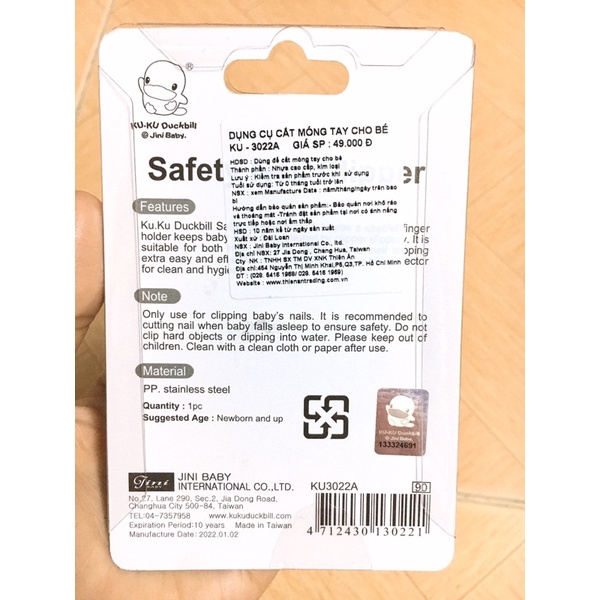 ®
KU-KU Duckbill
@ Jini Baby.
DỤNG CỤ CẮT MÓNG TAY CHO BÉ
KU - 3022A GIÁ SP : 49.000 Đ
HDSD : Dùng để cắt móng tay cho bé
Thành phần : Nhựa cao cấp, kim loại
Lưu ý : Kiểm tra sản phẩm trước khi sử dụng
Tuổi sử dụng: Từ 0 tháng tuổi trở lên
NSX : xem Manufacture Date : năm/tháng/ngày trên bao
bì
Hướng dẫn bảo quản sản phẩm:- Bảo quản nơi khô ráo
và thoáng mát -Tránh đặt sản phẩm tại nơi có ánh nắng
trực tiếp hoặc nơi ẩm thấp
HSD : 10 năm kể từ ngày sản xuất
Xuất xứ : Đài Loan
NSX : Jini Baby International Co., ltd.
Địa chỉ NSX: 27 Jia Dong , Chang Hua, Taiwan
Cty NK : TNHH SX TM DV XNK Thiên Ân
Địa chỉ:454 Nguyễn Thị Minh Khai,P5,Q3,TP. Hồ Chí Minh
ĐT : (028. 5416 1968/ 028. 5416 1969)
Website : www.thienantrading.com.vn
Safet
er
Features
Ku.Ku Duckbill Sa
finger
holder keeps baby
It is
suitable for both
pping
extra easy and eff
ector
for clean and hygie
Note
Only use for clipping baby's nails. It is recommended to
cutting nail when baby falls asleep to ensure safety. Do not
clip hard objects or dipping into water. Please keep out of
children. Clean with a clean cloth or paper after use.
Material
PP. stainless steel
Quantity : 1pc
Suggested Age : Newborn and up
KU-KU Duckbill
@ Jini Baby.
133324691
Jini
BABY
JINI BABY
INTERNATIONAL CO.,LTD.
No.27, Lane 290, Sec.2, Jia Dong Road,
Changhua City 500-84, Taiwan
TEL:04-7357958 www.kukuduckbill.com
Expiration Period:10 years Made in Taiwan
Manufacture Date: 2022.01.02
KU3022A
90
4 712430 130221